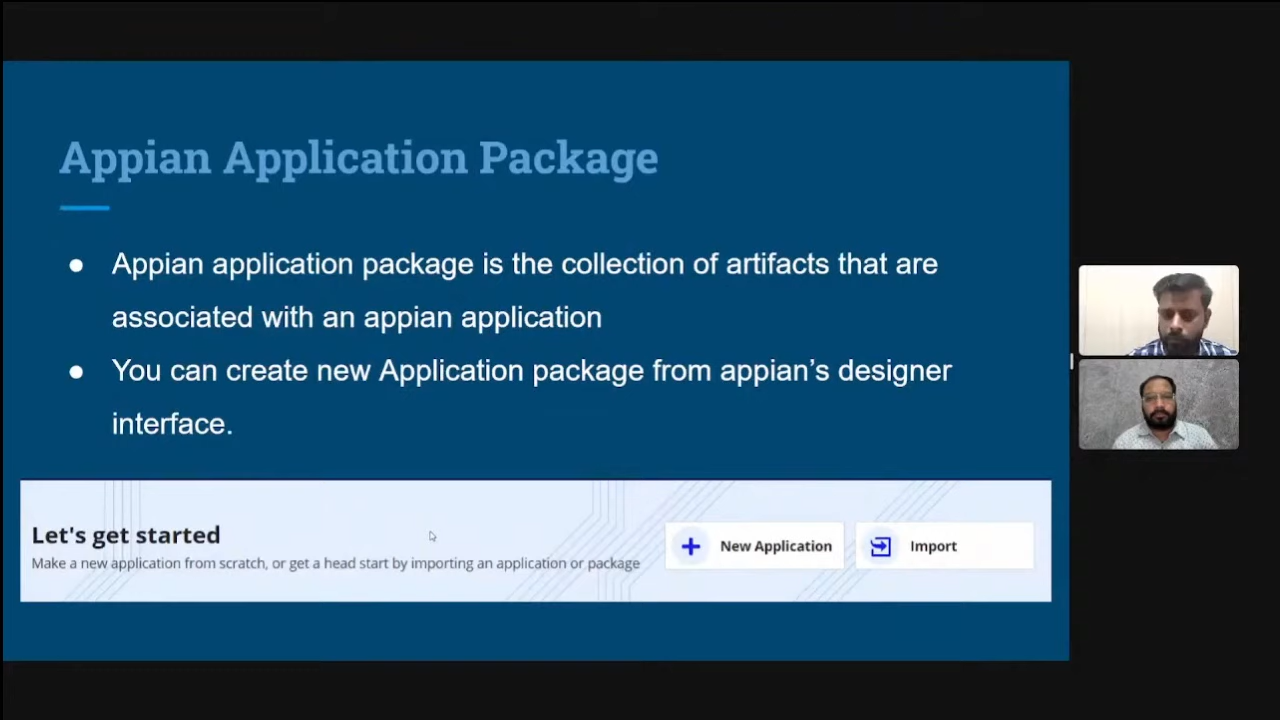 Appian Application Package
● Appian application package is the collection of artifacts that are
associated with an appian application
● You can create new Application package from appian’s designer
interface.
Let's get started
Make a new application from scratch, or get a head start by importing an application or package
New Application
Import